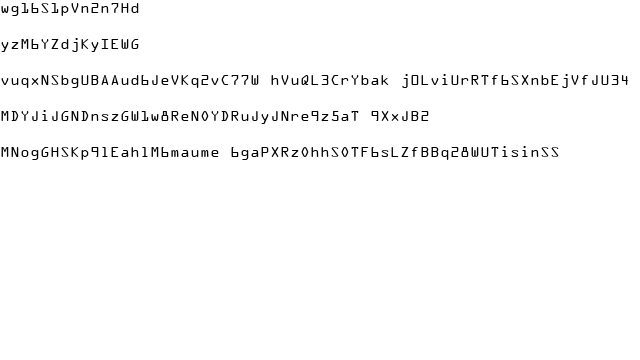 wg16S1pVn2n7Hd
yzM6YZdjKyIEWG
vuqxNSbgUBAAud6JeVKq2vC77W hVuQL3CrYbak jOLviUrRTf6SXnbEjVfJU34
MDYJiJGNDnszGW1w8ReN0YDRuJyJNre9z5aT 9XxJB2
MNogGHSKp91Eah1M6maume 6gaPXRz0hhS0TF6sLZfBBq28WUTisinSS